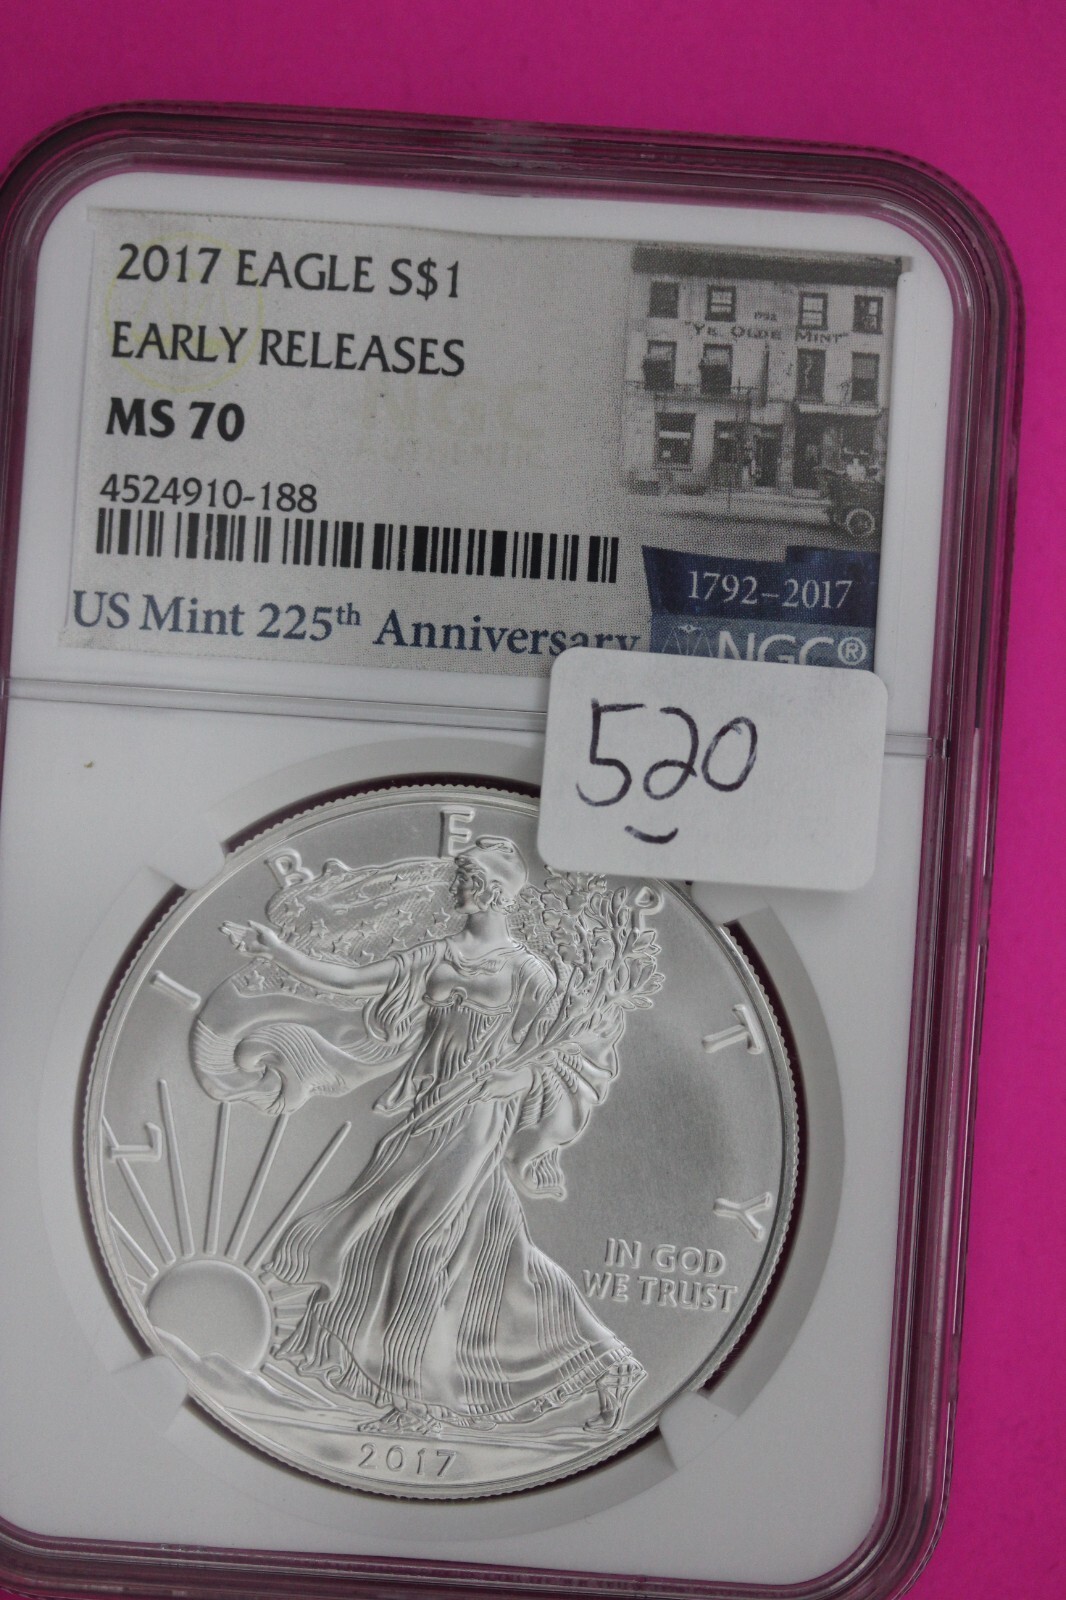 2017 EAGLE S$1
EARLY RELEASES
MS 70
4524910-188
1792
"YE OLDE MINT"
1792-2017
US Mint 225th Anniversary
NGC®
520
LIBERTY
IN GOD
WE TRUST
2017